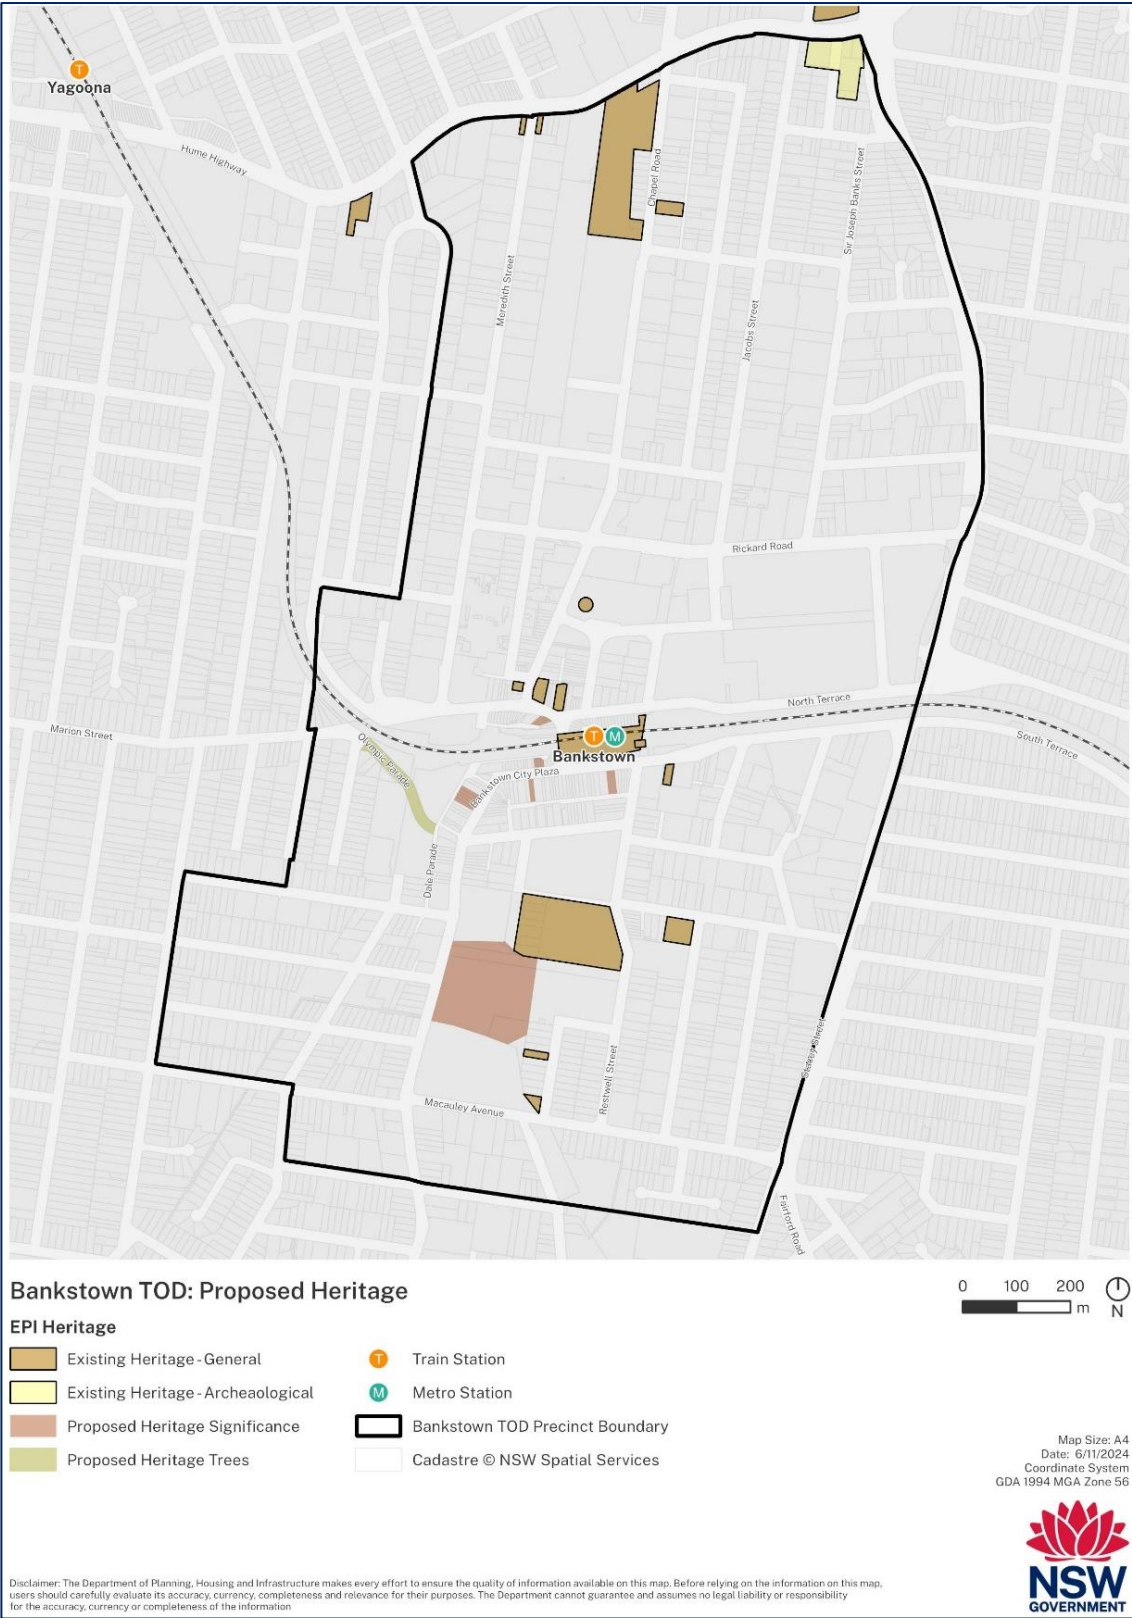 T
Yagoona
Hume Highway
Chapel Road
Sir Joseph Banks Street
Meredith Street
Jacobs Street
Rickard Road
North Terrace
Marion Street
Olympic Parade
T M
Bankstown
South Terrace
Bankstown City Plaza
Dale Parade
Stacey Street
Restwell Street
Macauley Avenue
Fairford Road
Bankstown TOD: Proposed Heritage
0 100 200
m
N
EPI Heritage
Existing Heritage - General
T Train Station
Existing Heritage - Archeaological
M Metro Station
Proposed Heritage Significance
Bankstown TOD Precinct Boundary
Proposed Heritage Trees
Cadastre © NSW Spatial Services
Map Size: A4
Date: 6/11/2024
Coordinate System
GDA 1994 MGA Zone 56
NSW
GOVERNMENT
Disclaimer: The Department of Planning, Housing and Infrastructure makes every effort to ensure the quality of information available on this map. Before relying on the information on this map,
users should carefully evaluate its accuracy, currency, completeness and relevance for their purposes. The Department cannot guarantee and assumes no legal liability or responsibility
for the accuracy, currency or completeness of the information